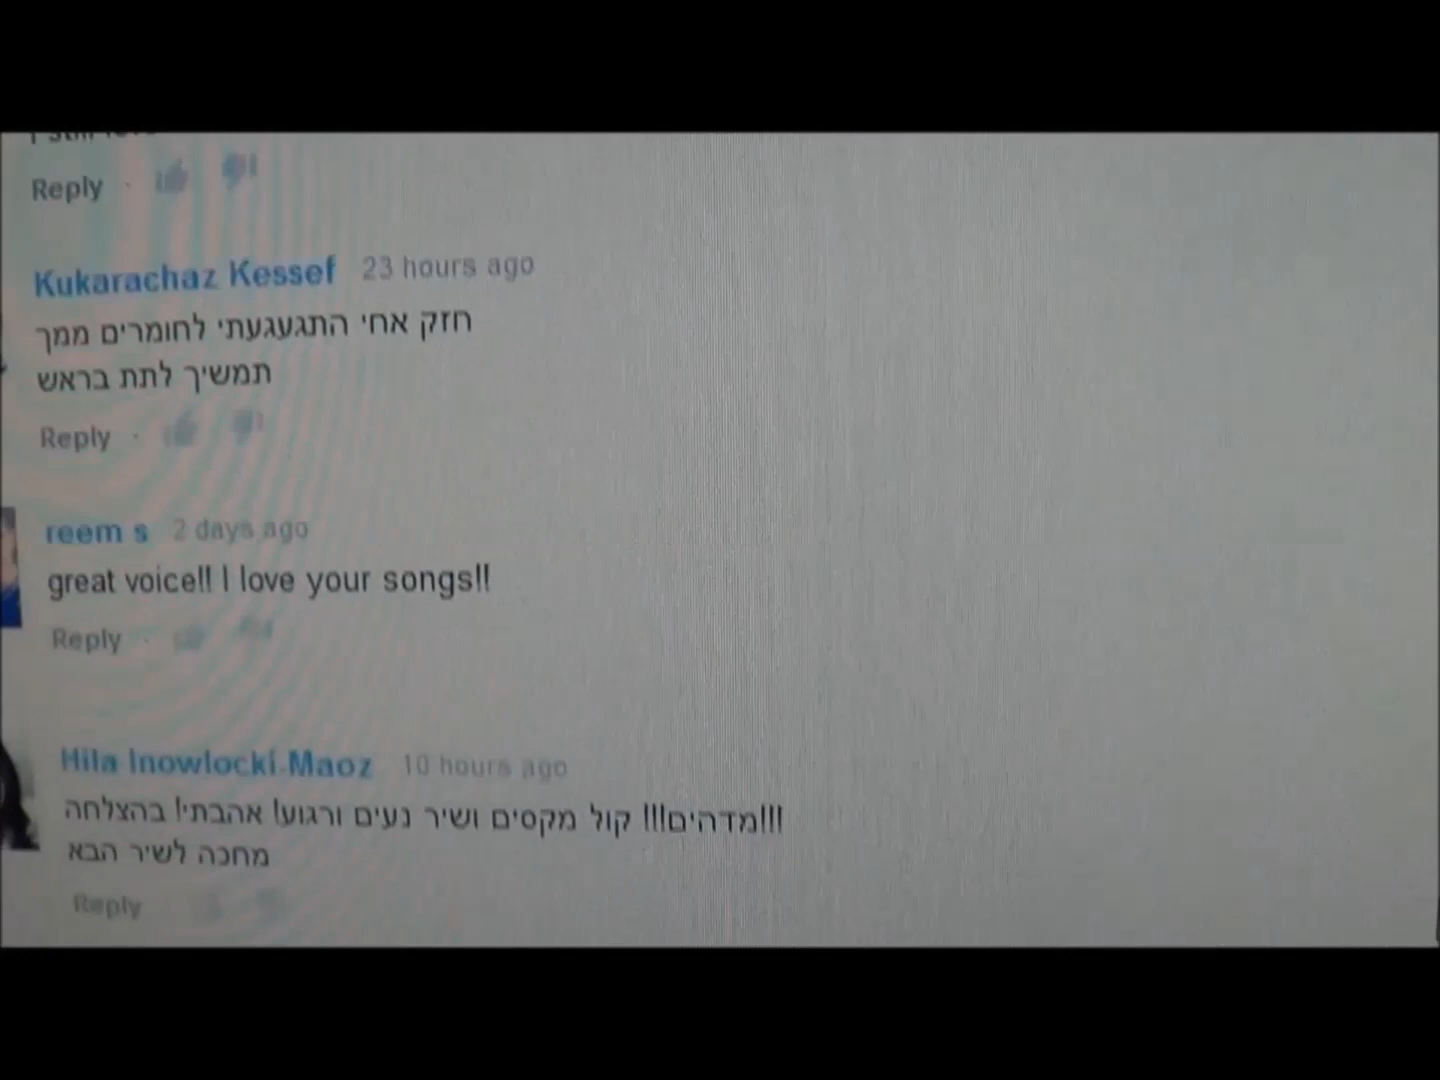 Reply
Kukarachaz Kessef 23 hours ago
חזק אחי התגעגעתי לחומרים ממך
תמשיך לתת בראש
Reply
reem s 2 days ago
great voice!! I love your songs!!
Reply
Hila Inowlocki Maoz 10 hours ago
!!!מדהים!!! קול מקסים ושיר נעים ורגוע! אהבתי! בהצלחה
מחכה לשיר הבא
Reply